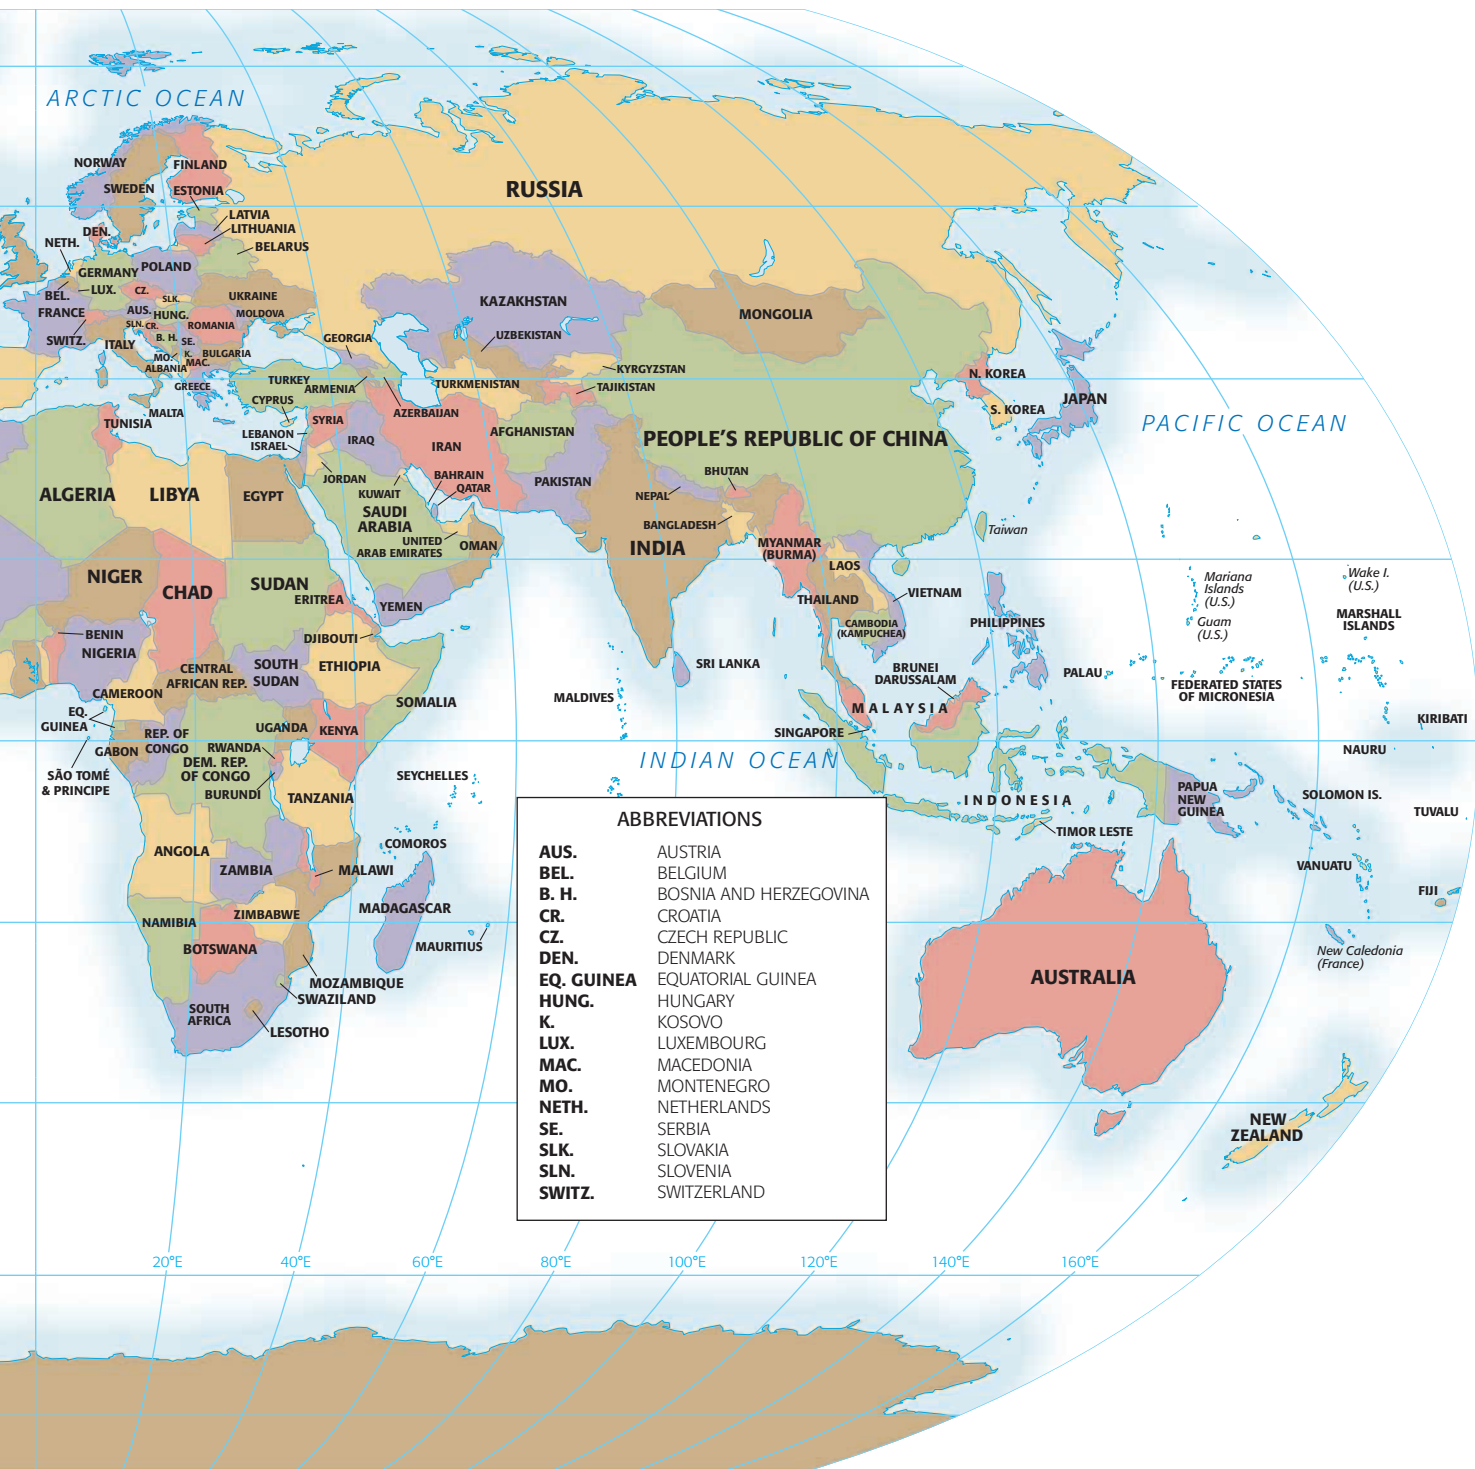 ARCTIC OCEAN
NORWAY
FINLAND
SWEDEN
ESTONIA
RUSSIA
LATVIA
LITHUANIA
DEN.
NETH.
BELARUS
GERMANY
POLAND
BEL.
LUX.
CZ.
SLK.
UKRAINE
FRANCE
AUS.
HUNG.
MOLDOVA
SLN.
CR.
ROMANIA
SWITZ.
ITALY
B. H.
SE.
MO.
K.
BULGARIA
ALBANIA
MAC.
GREECE
KAZAKHSTAN
MONGOLIA
GEORGIA
UZBEKISTAN
KYRGYZSTAN
TURKEY
ARMENIA
TURKMENISTAN
TAJIKISTAN
N. KOREA
CYPRUS
AZERBAIJAN
S. KOREA
JAPAN
MALTA
TUNISIA
SYRIA
LEBANON
ISRAEL
IRAQ
IRAN
AFGHANISTAN
PEOPLE'S REPUBLIC OF CHINA
PACIFIC OCEAN
JORDAN
BAHRAIN
QATAR
KUWAIT
PAKISTAN
BHUTAN
NEPAL
ALGERIA
LIBYA
EGYPT
SAUDI
ARABIA
UNITED
ARAB EMIRATES
OMAN
BANGLADESH
INDIA
MYANMAR
(BURMA)
Taiwan
LAOS
NIGER
CHAD
SUDAN
ERITREA
YEMEN
THAILAND
VIETNAM
Mariana
Islands
(U.S.)
Wake I.
(U.S.)
Guam
(U.S.)
MARSHALL
ISLANDS
BENIN
NIGERIA
DJIBOUTI
CAMBODIA
(KAMPUCHEA)
PHILIPPINES
CENTRAL
AFRICAN REP.
SOUTH
SUDAN
ETHIOPIA
SRI LANKA
BRUNEI
DARUSSALAM
PALAU
FEDERATED STATES
OF MICRONESIA
CAMEROON
SOMALIA
MALDIVES
MALAYSIA
EQ.
GUINEA
UGANDA
KENYA
SINGAPORE
KIRIBATI
GABON
REP. OF
CONGO
RWANDA
DEM. REP.
OF CONGO
BURUNDI
INDIAN OCEAN
NAURU
SÃO TOMÉ
& PRINCIPE
TANZANIA
SEYCHELLES
INDONESIA
PAPUA
NEW
GUINEA
SOLOMON IS.
TUVALU
TIMOR LESTE
ANGOLA
ZAMBIA
MALAWI
COMOROS
VANUATU
FIJI
NAMIBIA
ZIMBABWE
MADAGASCAR
BOTSWANA
MAURITIUS
New Caledonia
(France)
MOZAMBIQUE
SWAZILAND
SOUTH
AFRICA
LESOTHO
AUSTRALIA
NEW
ZEALAND
ABBREVIATIONS
AUS. AUSTRIA
BEL. BELGIUM
B. H. BOSNIA AND HERZEGOVINA
CR. CROATIA
CZ. CZECH REPUBLIC
DEN. DENMARK
EQ. GUINEA EQUATORIAL GUINEA
HUNG. HUNGARY
K. KOSOVO
LUX. LUXEMBOURG
MAC. MACEDONIA
MO. MONTENEGRO
NETH. NETHERLANDS
SE. SERBIA
SLK. SLOVAKIA
SLN. SLOVENIA
SWITZ. SWITZERLAND
20°E 40°E 60°E 80°E 100°E 120°E 140°E 160°E